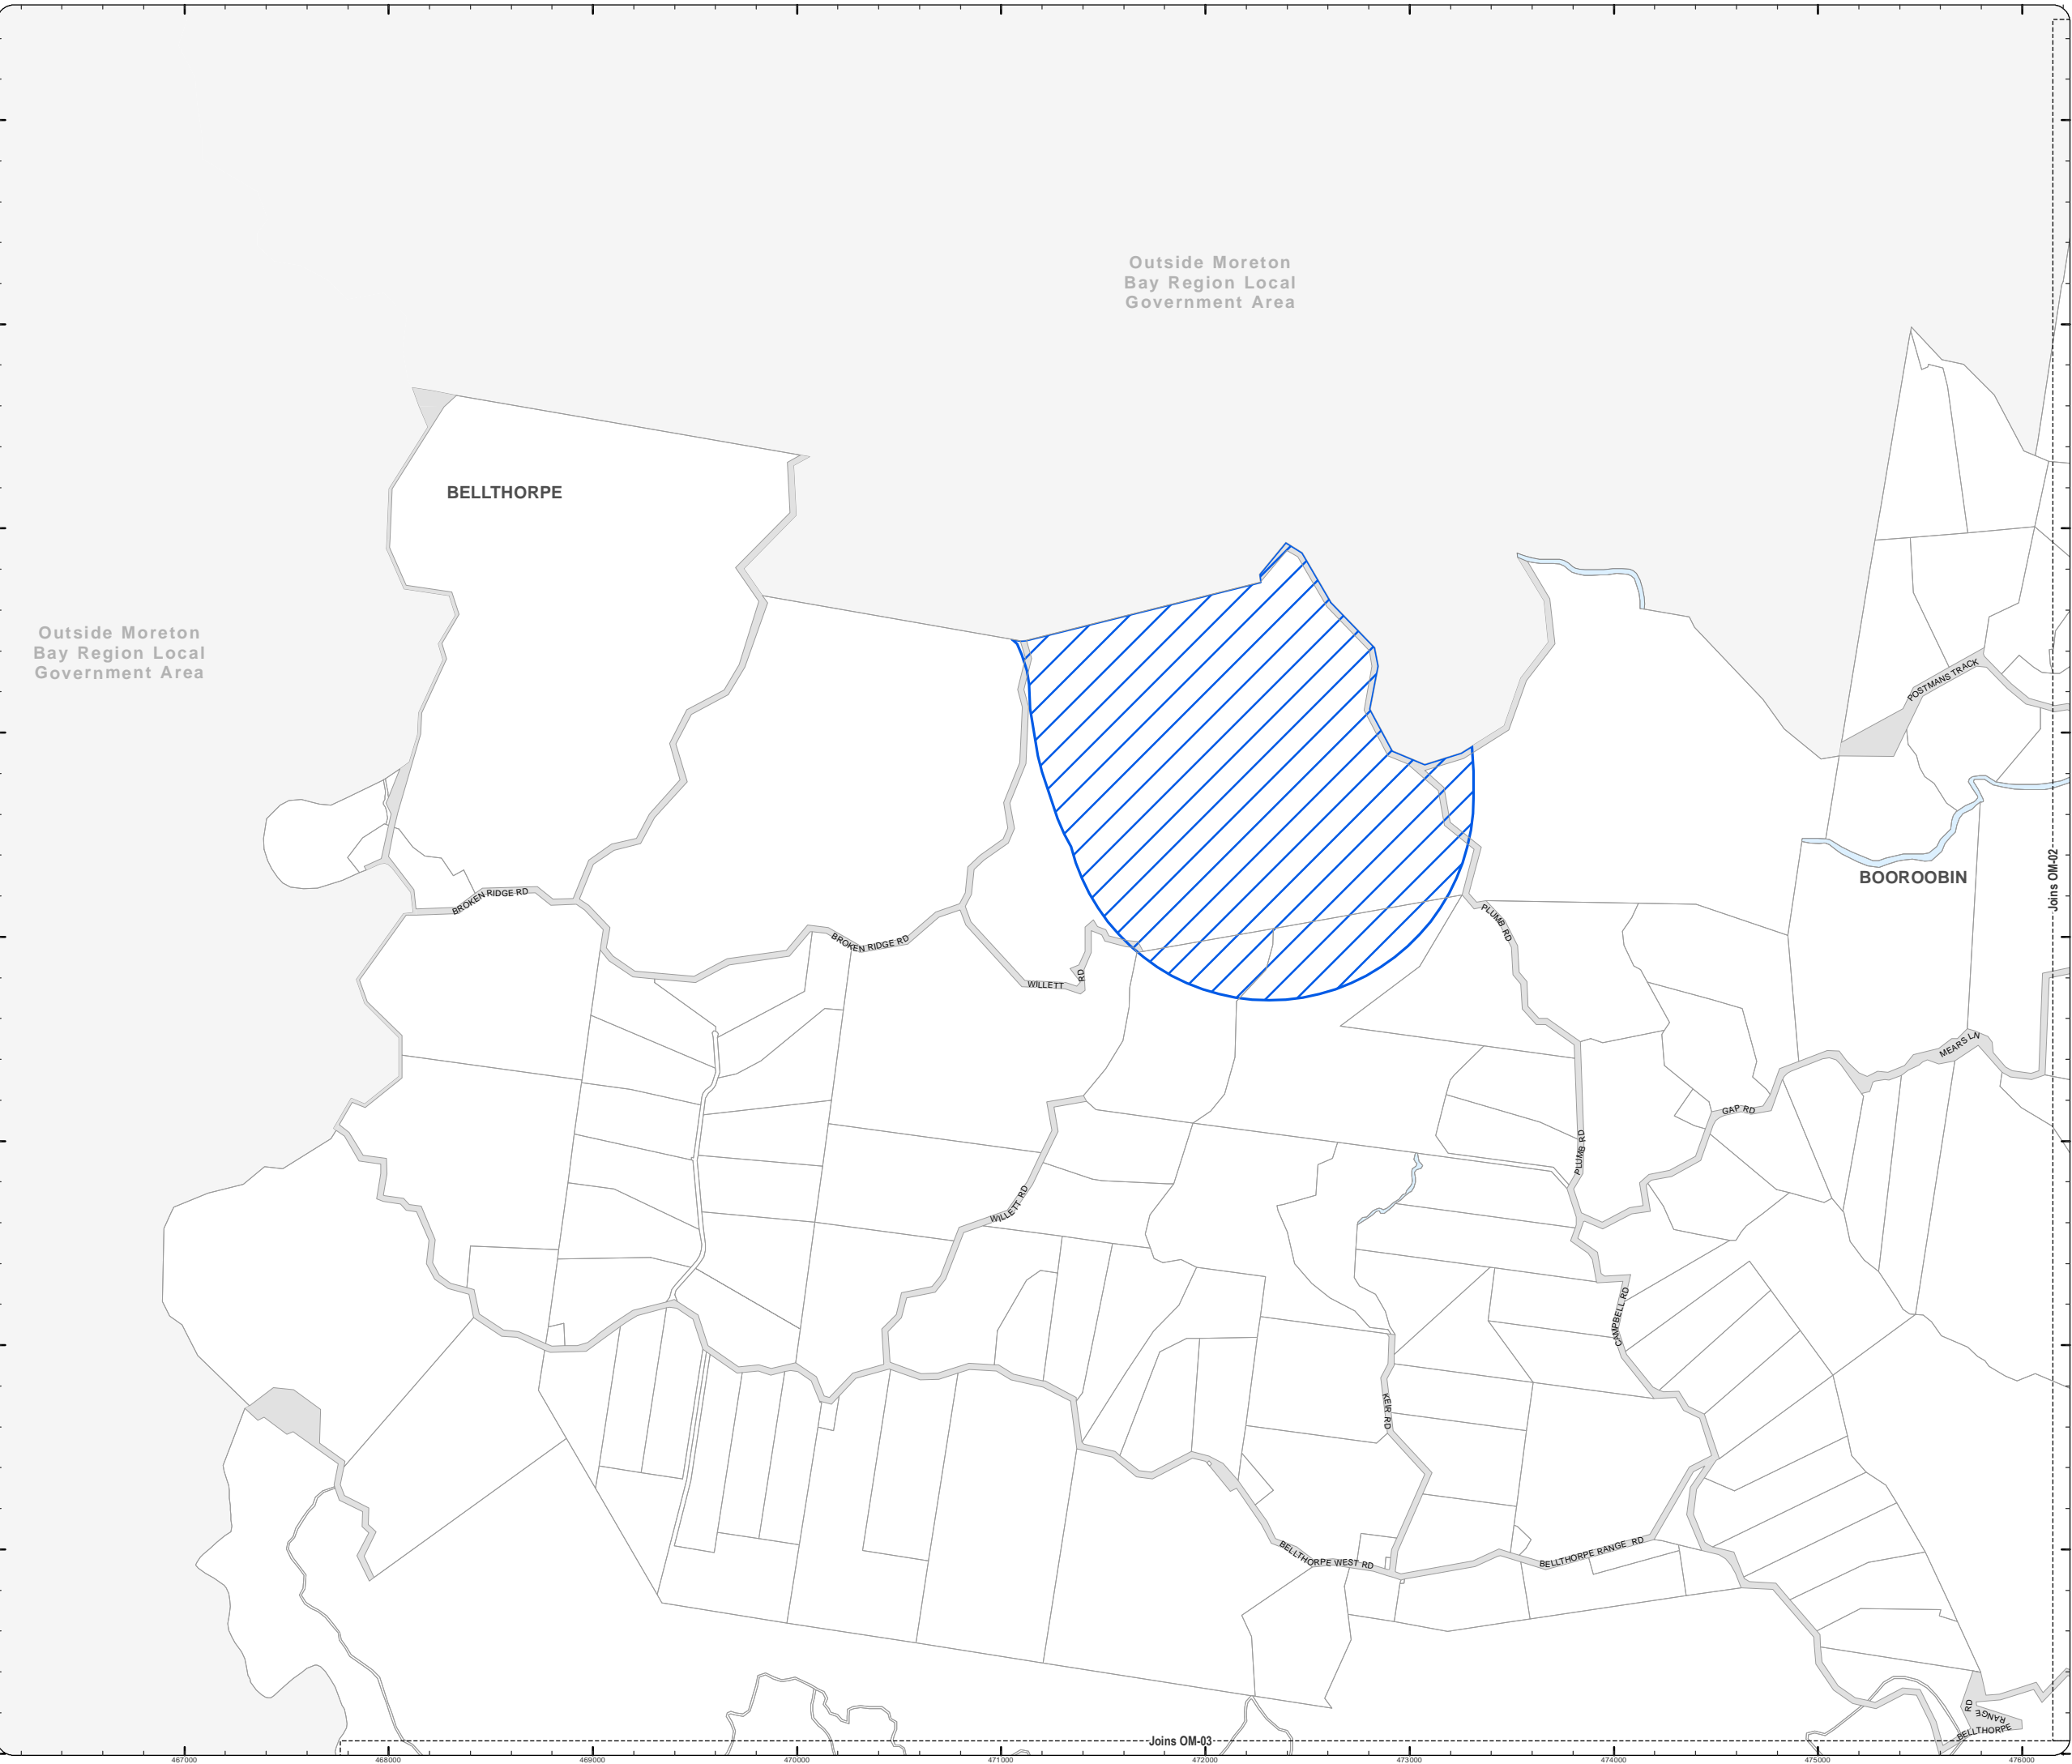 Outside Moreton
Bay Region Local
Government Area
BELLTHORPE
Outside Moreton
Bay Region Local
Government Area
POSTMANS TRACK
Joins OM-02
BOOROOBIN
BROKEN RIDGE RD
BROKEN RIDGE RD
PLUMB RD
WILLETT
RD
MEARS LN
GAP RD
PLUMB RD
WILLETT RD
CAMPBELL RD
KEIR RD
BELLTHORPE WEST RD
BELLTHORPE RANGE RD
BELLTHORPE
RANGE
RD
Joins OM-03
467000 468000 469000 470000 471000 472000 473000 474000 475000 476000